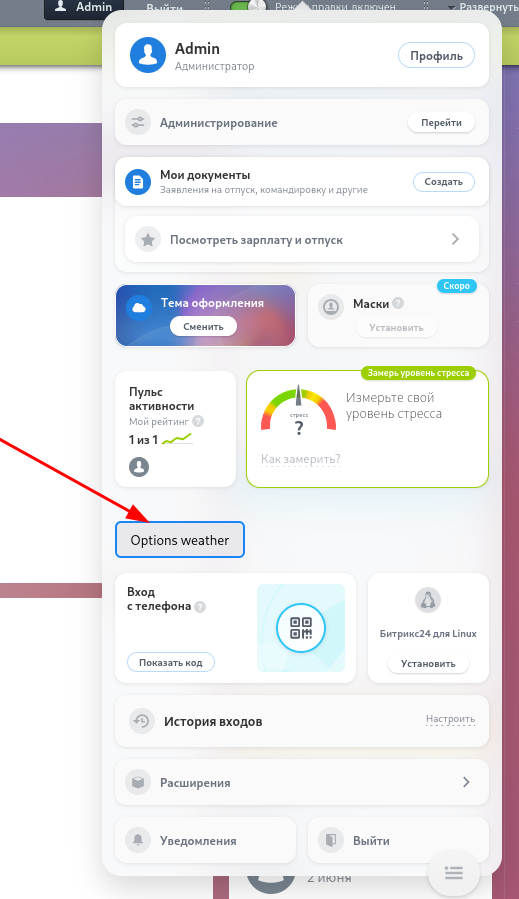 Admin
Выйти
Развернуть
Admin
Администратор
Профиль
Администрирование
Перейти
Мои документы
Заявления на отпуск, командировку и другие
Создать
Посмотреть зарплату и отпуск
Скоро
Тема оформления
Сменить
Маски ?
Установить
Замерь уровень стресса
Пульс
активности
Мой рейтинг ?
1 из 1
стресс
?
Измерьте свой
уровень стресса
Как замерить?
Options weather
Вход
с телефона ?
Показать код
Битрикс24 для Linux
Установить
История входов
Настроить
Расширения
Уведомления
Выйти
2 июня